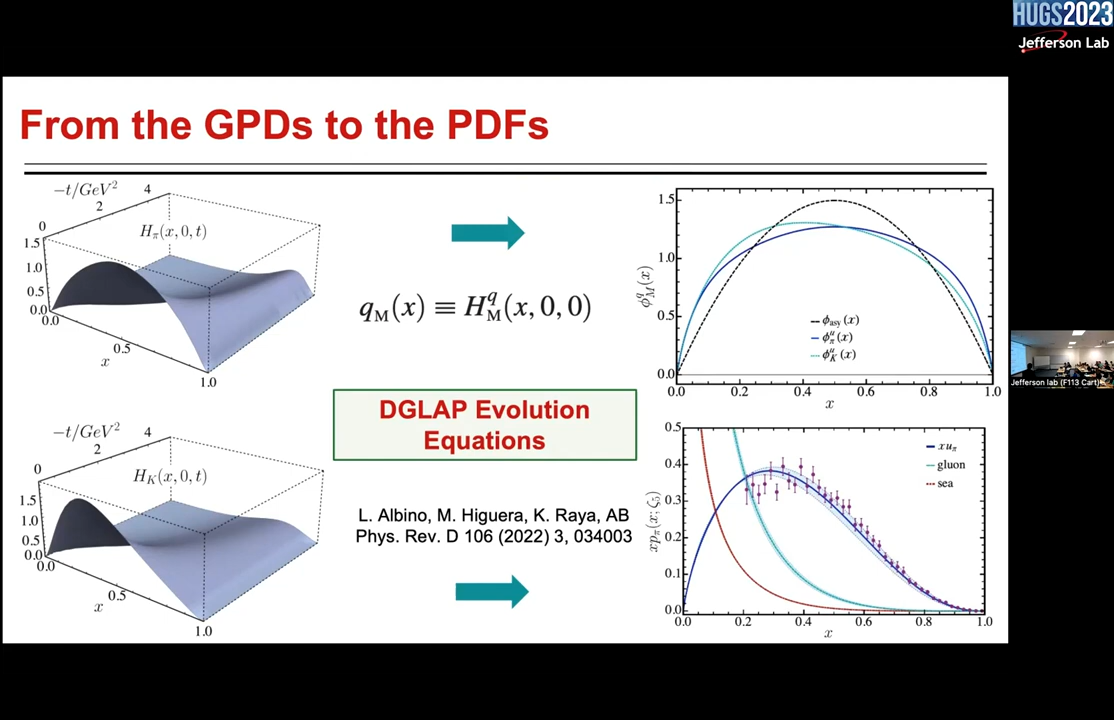 HUGS2023
Jefferson Lab
From the GPDs to the PDFs
−t/GeV²
4
2
0
H_π(x, 0, t)
1.5
1.0
0.5
0.0
0.0
0.5
x
1.0
q_M(x) ≡ H^q_M(x, 0, 0)
DGLAP Evolution
Equations
−t/GeV²
4
2
0
H_K(x, 0, t)
1.5
1.0
0.5
0.0
0.0
0.5
x
1.0
L. Albino, M. Higuera, K. Raya, AB
Phys. Rev. D 106 (2022) 3, 034003
1.5
1.0
0.5
0.0
ϕ^q_M(x)
ϕ_asy(x)
ϕ^u_π(x)
ϕ^u_K(x)
0.0 0.2 0.4 0.6 0.8 1.0
x
0.5
0.4
0.3
0.2
0.1
0.0
x u_π
gluon
sea
0.0 0.2 0.4 0.6 0.8 1.0
x
Jefferson lab (F113 Cart)